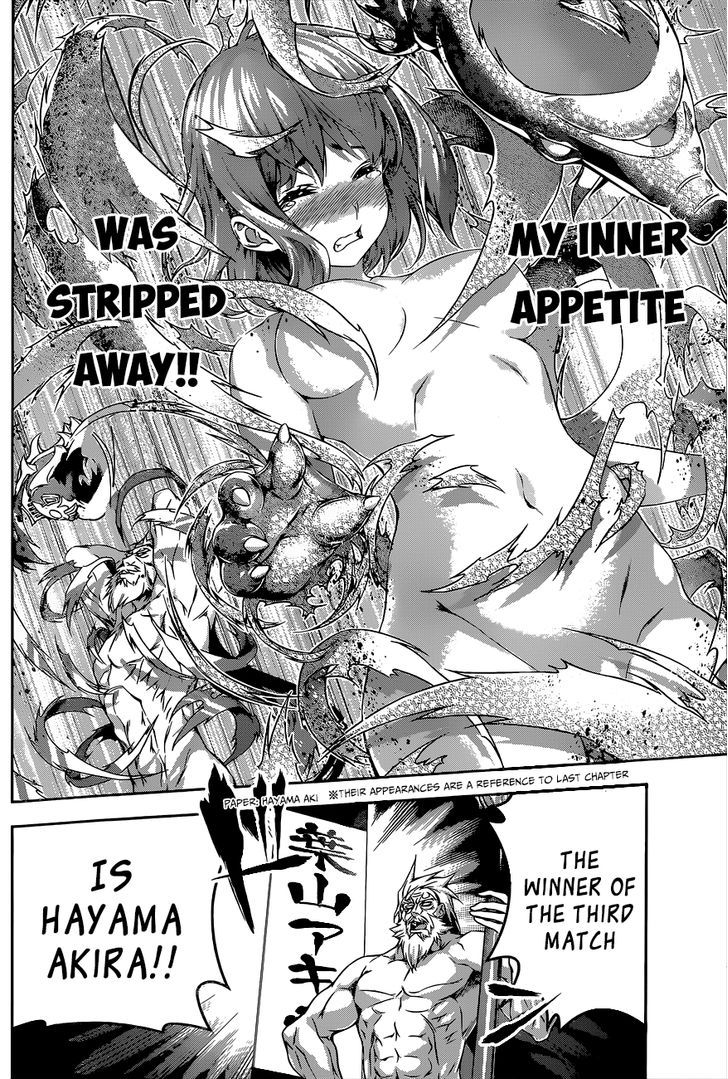 MY INNER
APPETITE
WAS
STRIPPED
AWAY!!
PAPER: HAYAMA AKI ※THEIR APPEARANCES ARE A REFERENCE TO LAST CHAPTER
THE
WINNER OF
THE THIRD
MATCH
葉山アキ
IS
HAYAMA
AKIRA!!